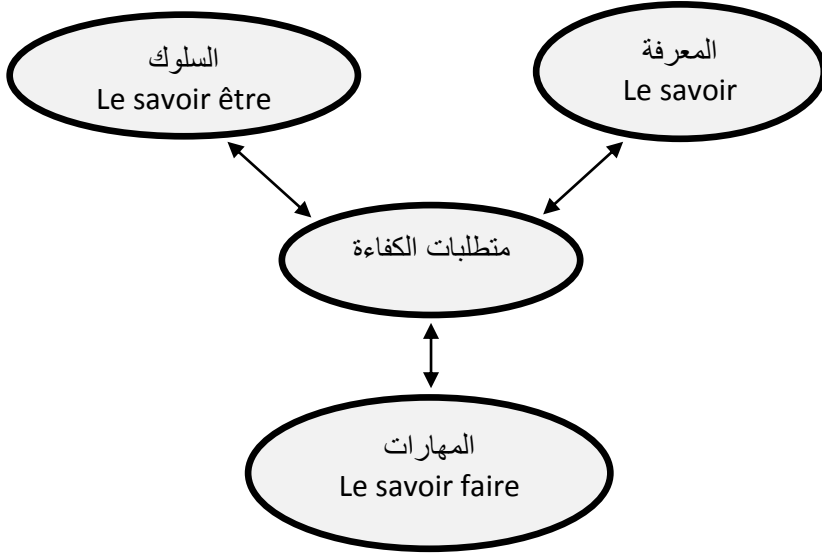 المعرفة
Le savoir
السلوك
Le savoir être
متطلبات الكفاءة
المهارات
Le savoir faire